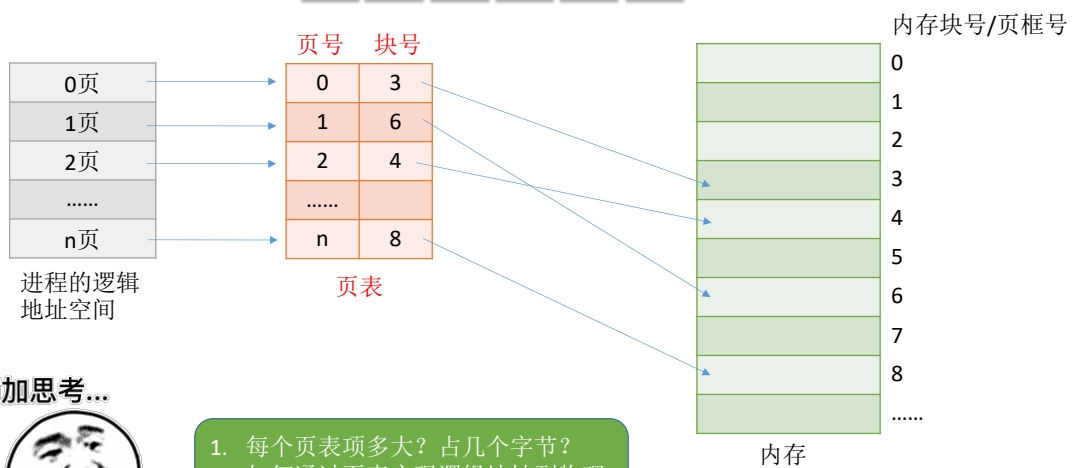 内存块号/页框号
页号 块号
0页
1页
2页
……
n页
0 3
1 6
2 4
……
n 8
0
1
2
3
4
5
6
7
8
……
进程的逻辑
地址空间
页表
内存
加思考...
1. 每个页表项多大？占几个字节？